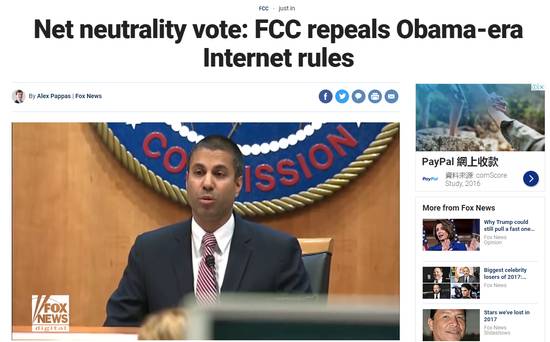 FCC · just in
Net neutrality vote: FCC repeals Obama-era
Internet rules
By Alex Pappas | Fox News
COMMISSION
FOX
NEWS
digital
PayPal 網上收款
PayPal
資料來源: comScore
Study, 2016
More from Fox News
Why Trump could
still pull a fast one...
Fox News
Opinion
Biggest celebrity
losers of 2017:...
Fox News
Stars we've lost in
2017
Fox News
Slideshows